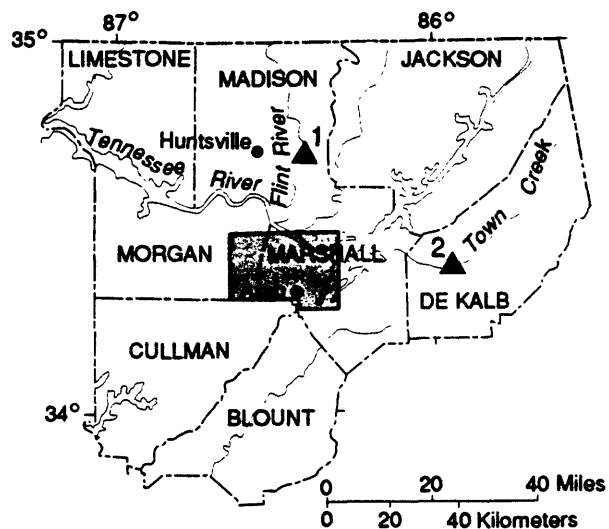 87° 86°
35°
LIMESTONE MADISON JACKSON
Huntsville 1
Tennessee River
Flint River
Town Creek
MORGAN MARSHALL 2
DE KALB
CULLMAN
34°
BLOUNT
0 20 40 Miles
0 20 40 Kilometers